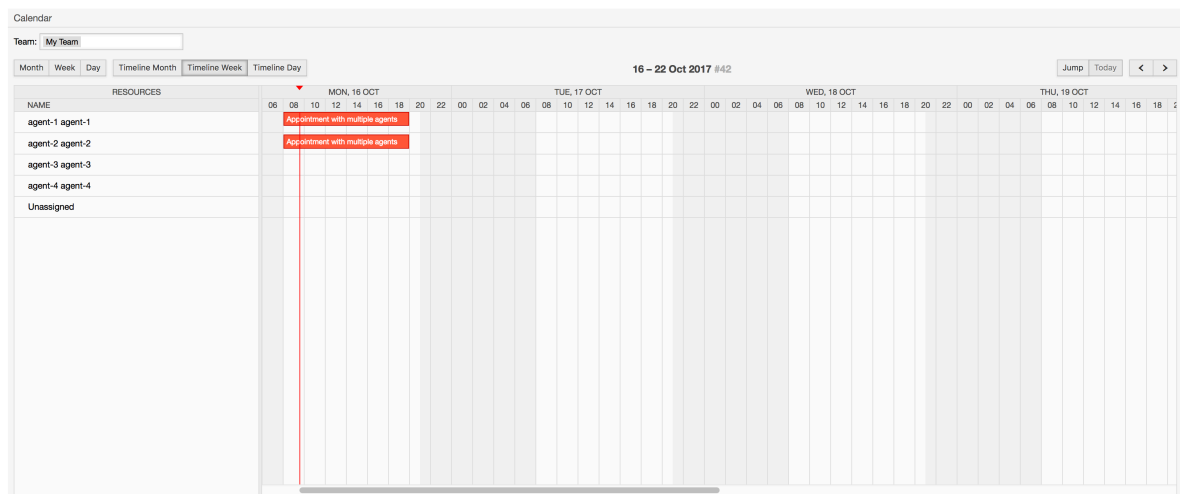 Calendar
Team: My Team
Month Week Day Timeline Month Timeline Week Timeline Day 16 – 22 Oct 2017 #42 Jump Today < >
RESOURCES MON, 16 OCT TUE, 17 OCT WED, 18 OCT THU, 19 OCT
NAME 06 08 10 12 14 16 18 20 22 00 02 04 06 08 10 12 14 16 18 20 22 00 02 04 06 08 10 12 14 16 18 20 22 00 02 04 06 08 10 12 14 16 18
agent-1 agent-1 Appointment with multiple agents
agent-2 agent-2 Appointment with multiple agents
agent-3 agent-3
agent-4 agent-4
Unassigned